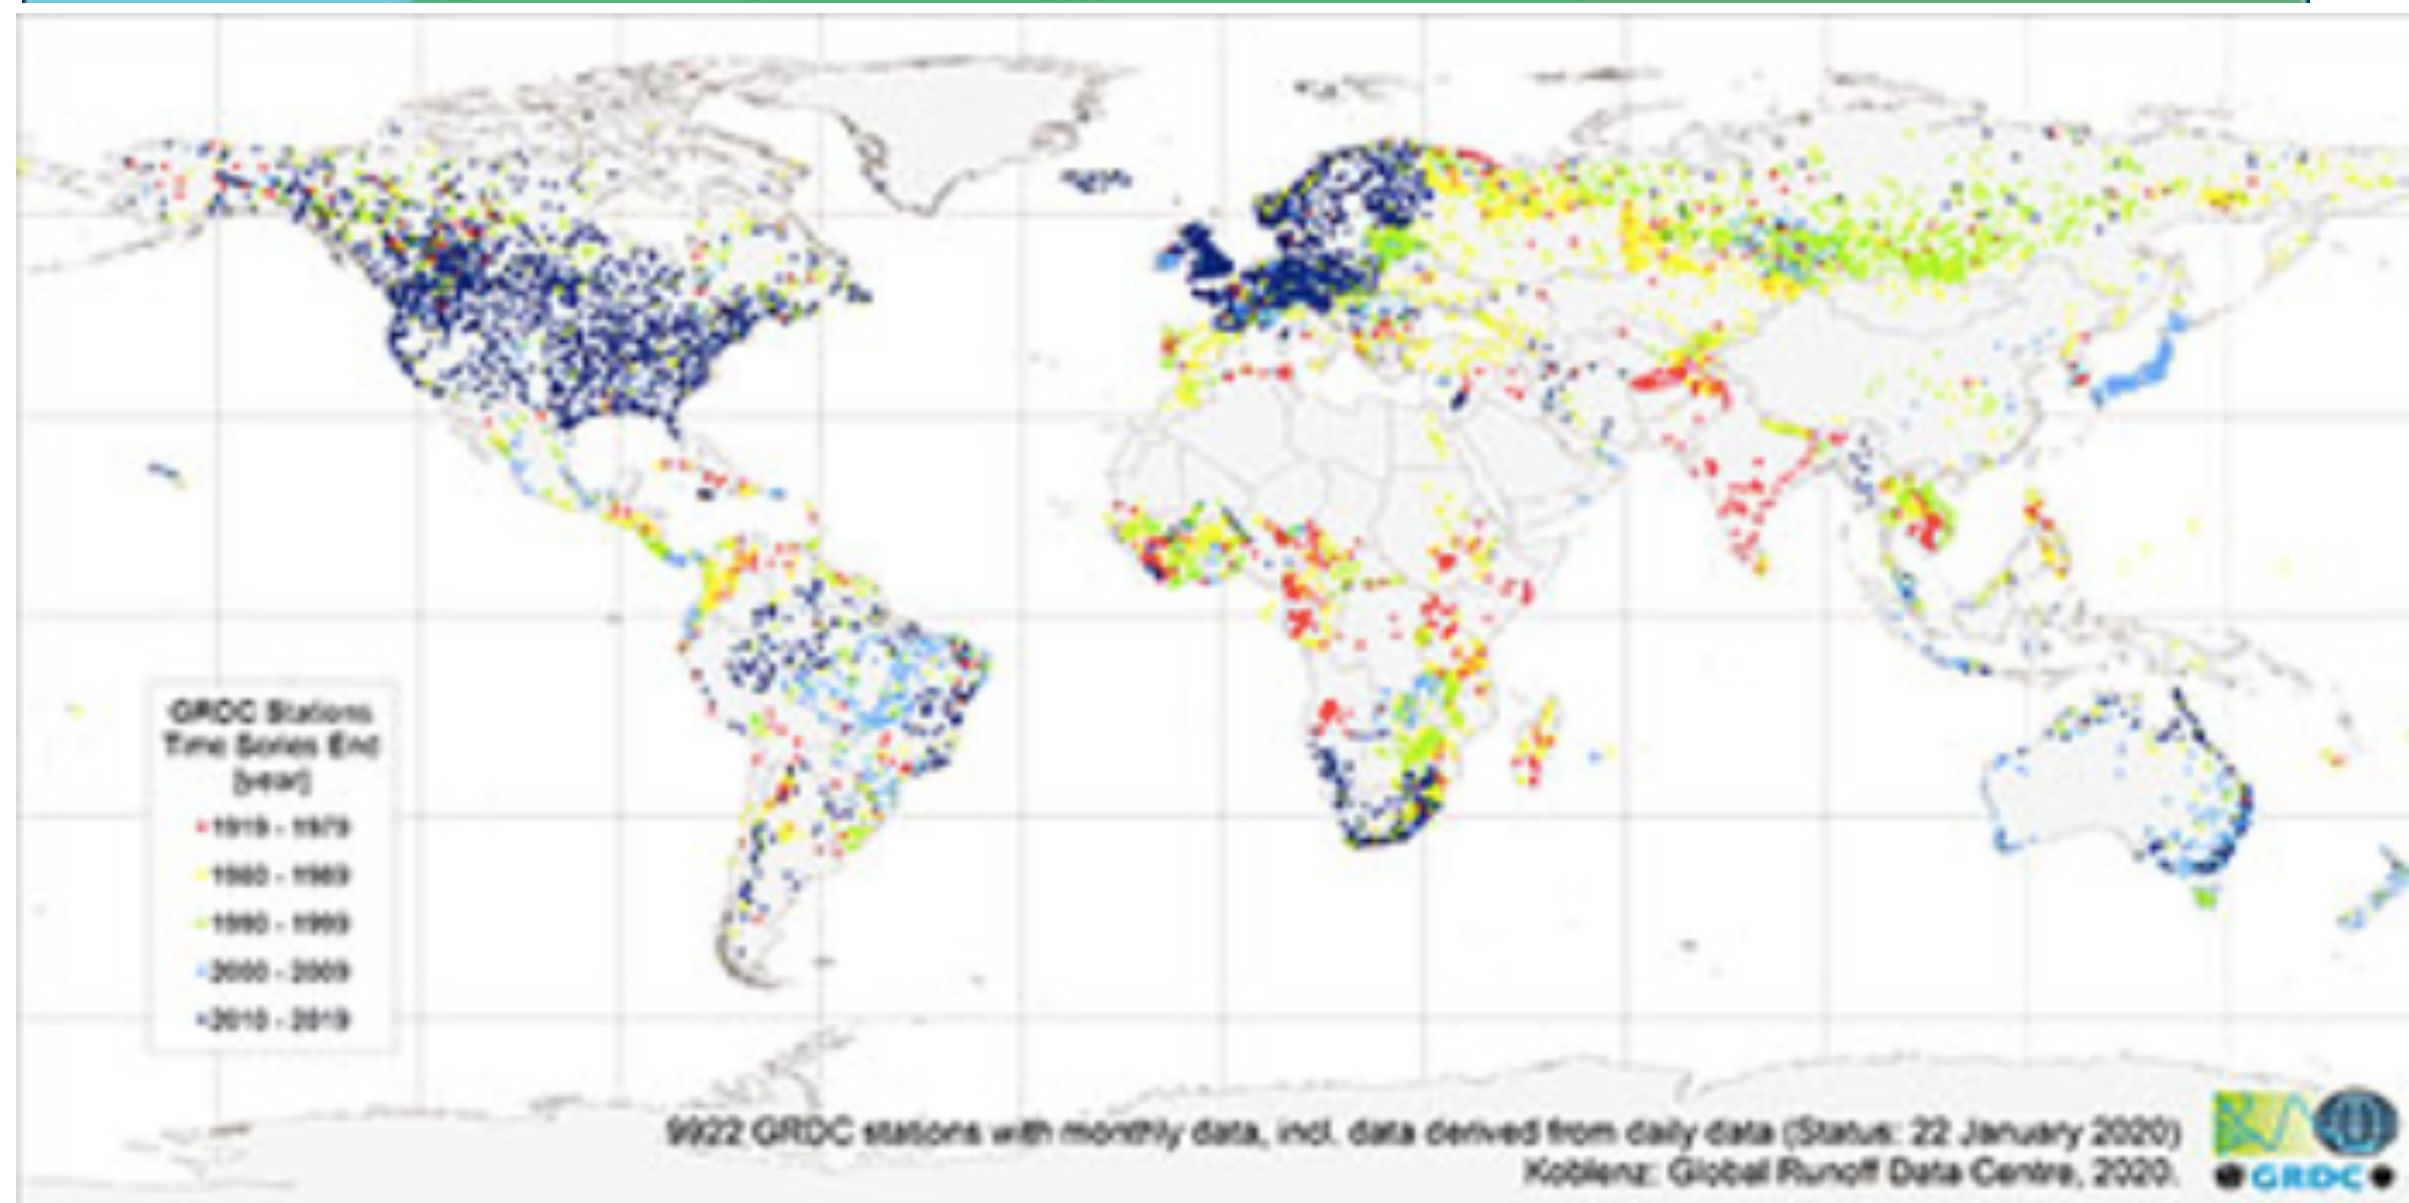 GRDC Stations
Time Series End
[year]
1919 - 1979
1980 - 1989
1990 - 1999
2000 - 2009
2010 - 2019
9922 GRDC stations with monthly data, incl. data derived from daily data (Status: 22 January 2020)
Koblenz: Global Runoff Data Centre, 2020.
GRDC